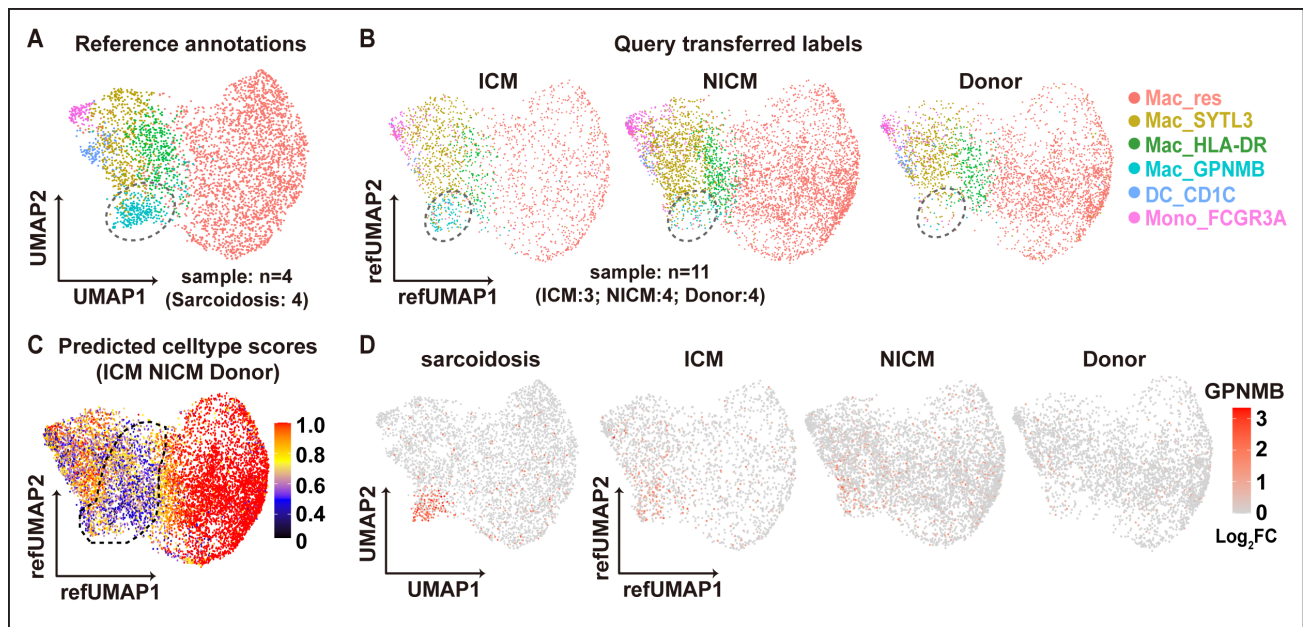 A Reference annotations
UMAP2
UMAP1
sample: n=4
(Sarcoidosis: 4)
B Query transferred labels
ICM
NICM
Donor
refUMAP2
refUMAP1
sample: n=11
(ICM:3; NICM:4; Donor:4)
Mac_res
Mac_SYTL3
Mac_HLA-DR
Mac_GPNMB
DC_CD1C
Mono_FCGR3A
C Predicted celltype scores
(ICM NICM Donor)
1.0
0.8
0.6
0.4
0
refUMAP2
refUMAP1
D
sarcoidosis
ICM
NICM
Donor
UMAP2
UMAP1
refUMAP2
refUMAP1
GPNMB
3
2
1
0
Log₂FC